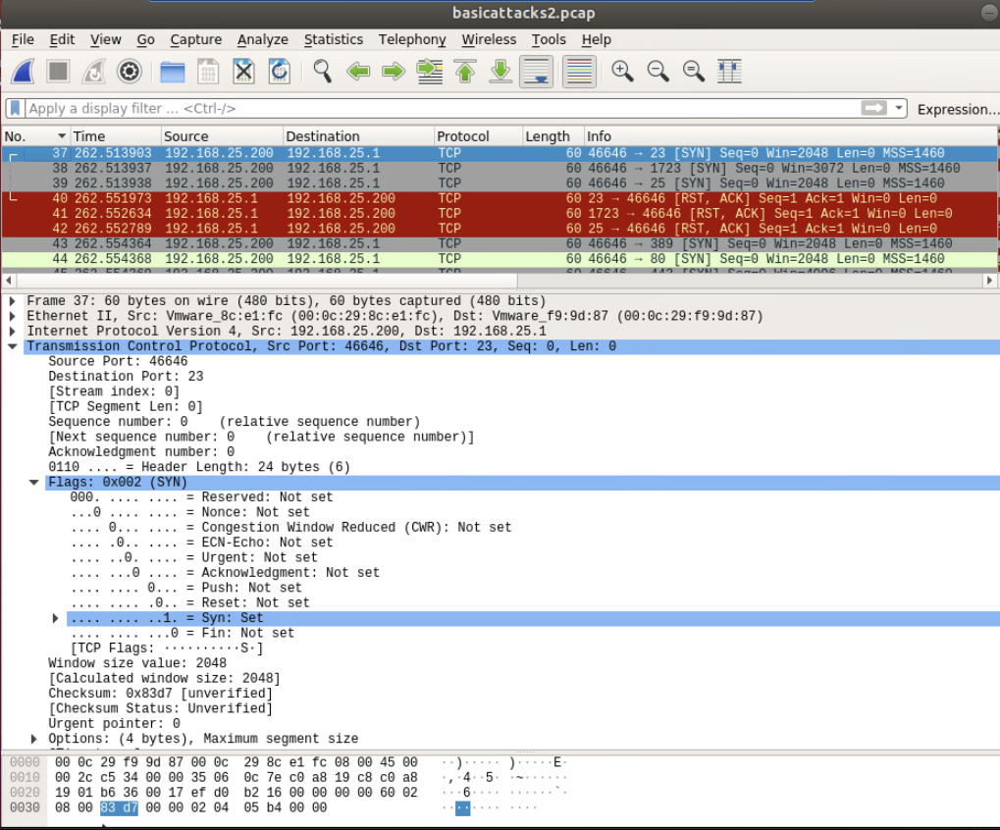 basicattacks2.pcap
File Edit View Go Capture Analyze Statistics Telephony Wireless Tools Help
Apply a display filter ... <Ctrl-/> Expression...
No. Time Source Destination Protocol Length Info
37 262.513903 192.168.25.200 192.168.25.1 TCP 60 46646 → 23 [SYN] Seq=0 Win=2048 Len=0 MSS=1460
38 262.513937 192.168.25.200 192.168.25.1 TCP 60 46646 → 1723 [SYN] Seq=0 Win=3072 Len=0 MSS=1460
39 262.513938 192.168.25.200 192.168.25.1 TCP 60 46646 → 25 [SYN] Seq=0 Win=2048 Len=0 MSS=1460
40 262.551973 192.168.25.1 192.168.25.200 TCP 60 23 → 46646 [RST, ACK] Seq=1 Ack=1 Win=0 Len=0
41 262.552634 192.168.25.1 192.168.25.200 TCP 60 1723 → 46646 [RST, ACK] Seq=1 Ack=1 Win=0 Len=0
42 262.552789 192.168.25.1 192.168.25.200 TCP 60 25 → 46646 [RST, ACK] Seq=1 Ack=1 Win=0 Len=0
43 262.554364 192.168.25.200 192.168.25.1 TCP 60 46646 → 389 [SYN] Seq=0 Win=2048 Len=0 MSS=1460
44 262.554368 192.168.25.200 192.168.25.1 TCP 60 46646 → 80 [SYN] Seq=0 Win=2048 Len=0 MSS=1460
Frame 37: 60 bytes on wire (480 bits), 60 bytes captured (480 bits)
Ethernet II, Src: Vmware_8c:e1:fc (00:0c:29:8c:e1:fc), Dst: Vmware_f9:9d:87 (00:0c:29:f9:9d:87)
Internet Protocol Version 4, Src: 192.168.25.200, Dst: 192.168.25.1
Transmission Control Protocol, Src Port: 46646, Dst Port: 23, Seq: 0, Len: 0
Source Port: 46646
Destination Port: 23
[Stream index: 0]
[TCP Segment Len: 0]
Sequence number: 0 (relative sequence number)
[Next sequence number: 0 (relative sequence number)]
Acknowledgment number: 0
0110 .... = Header Length: 24 bytes (6)
Flags: 0x002 (SYN)
000. .... .... = Reserved: Not set
...0 .... .... = Nonce: Not set
.... 0... .... = Congestion Window Reduced (CWR): Not set
.... .0.. .... = ECN-Echo: Not set
.... ..0. .... = Urgent: Not set
.... ...0 .... = Acknowledgment: Not set
.... .... 0... = Push: Not set
.... .... .0.. = Reset: Not set
.... .... ..1. = Syn: Set
.... .... ...0 = Fin: Not set
[TCP Flags: ··········S·]
Window size value: 2048
[Calculated window size: 2048]
Checksum: 0x83d7 [unverified]
[Checksum Status: Unverified]
Urgent pointer: 0
Options: (4 bytes), Maximum segment size
0000 00 0c 29 f9 9d 87 00 0c 29 8c e1 fc 08 00 45 00 ··)····· )·····E·
0010 00 2c c5 34 00 00 35 06 0c 7e c0 a8 19 c8 c0 a8 ·,·4··5· ·~······
0020 19 01 b6 36 00 17 ef d0 b2 16 00 00 00 00 60 02 ···6···· ······`·
0030 08 00 83 d7 00 00 02 04 05 b4 00 00 ········ ····